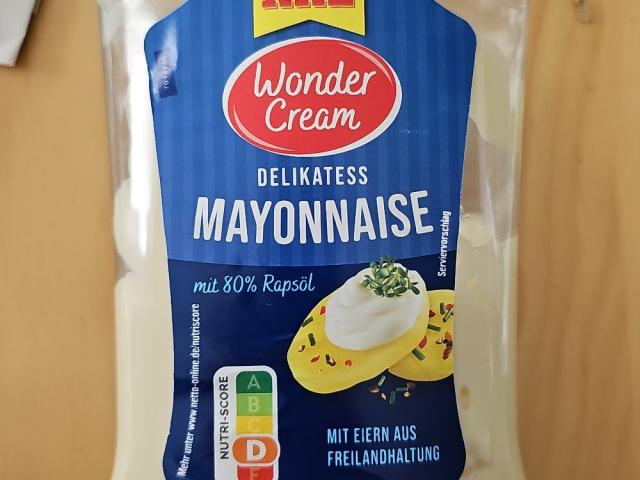 Wonder
Cream
DELIKATESS
MAYONNAISE
Serviervorschlag
mit 80% Rapsöl
Mehr unter www.netto-online.de/nutriscore
NUTRI-SCORE
A
B
C
D
E
MIT EIERN AUS
FREILANDHALTUNG